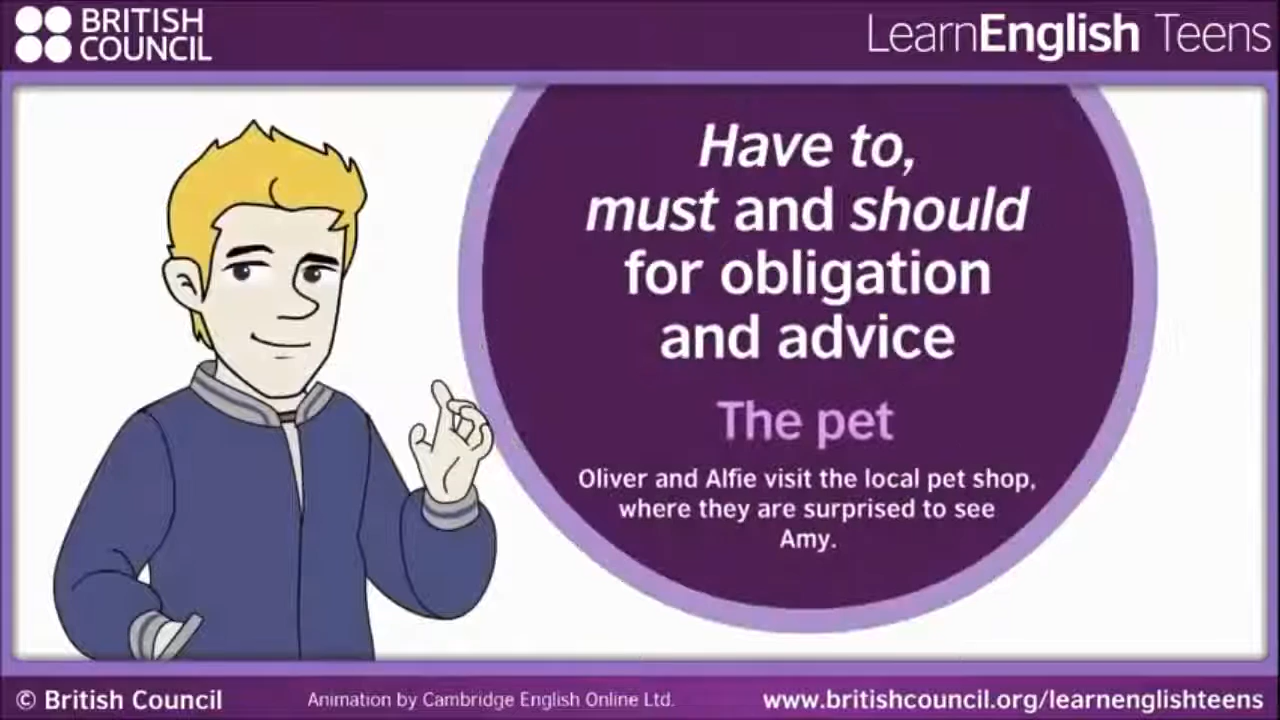 BRITISH
COUNCIL
LearnEnglish Teens
Have to,
must and should
for obligation
and advice
The pet
Oliver and Alfie visit the local pet shop,
where they are surprised to see
Amy.
© British Council
Animation by Cambridge English Online Ltd.
www.britishcouncil.org/learnenglishteens